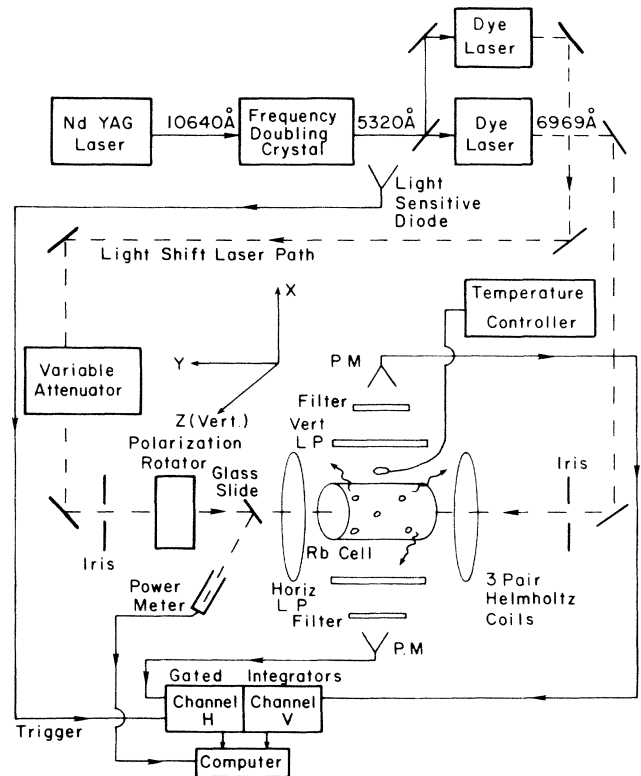 Dye
Laser
Nd YAG
Laser
10640Å
Frequency
Doubling
Crystal
5320Å
Dye
Laser
6969Å
Light
Sensitive
Diode
Light Shift Laser Path
X
Y
Z (Vert.)
Temperature
Controller
Variable
Attenuator
P M
Filter
Vert
L P
Polarization
Rotator
Glass
Slide
Iris
Iris
Rb Cell
Power
Meter
Horiz
L P
Filter
3 Pair
Helmholtz
Coils
P.M
Gated Integrators
Channel
H
Channel
V
Trigger
Computer